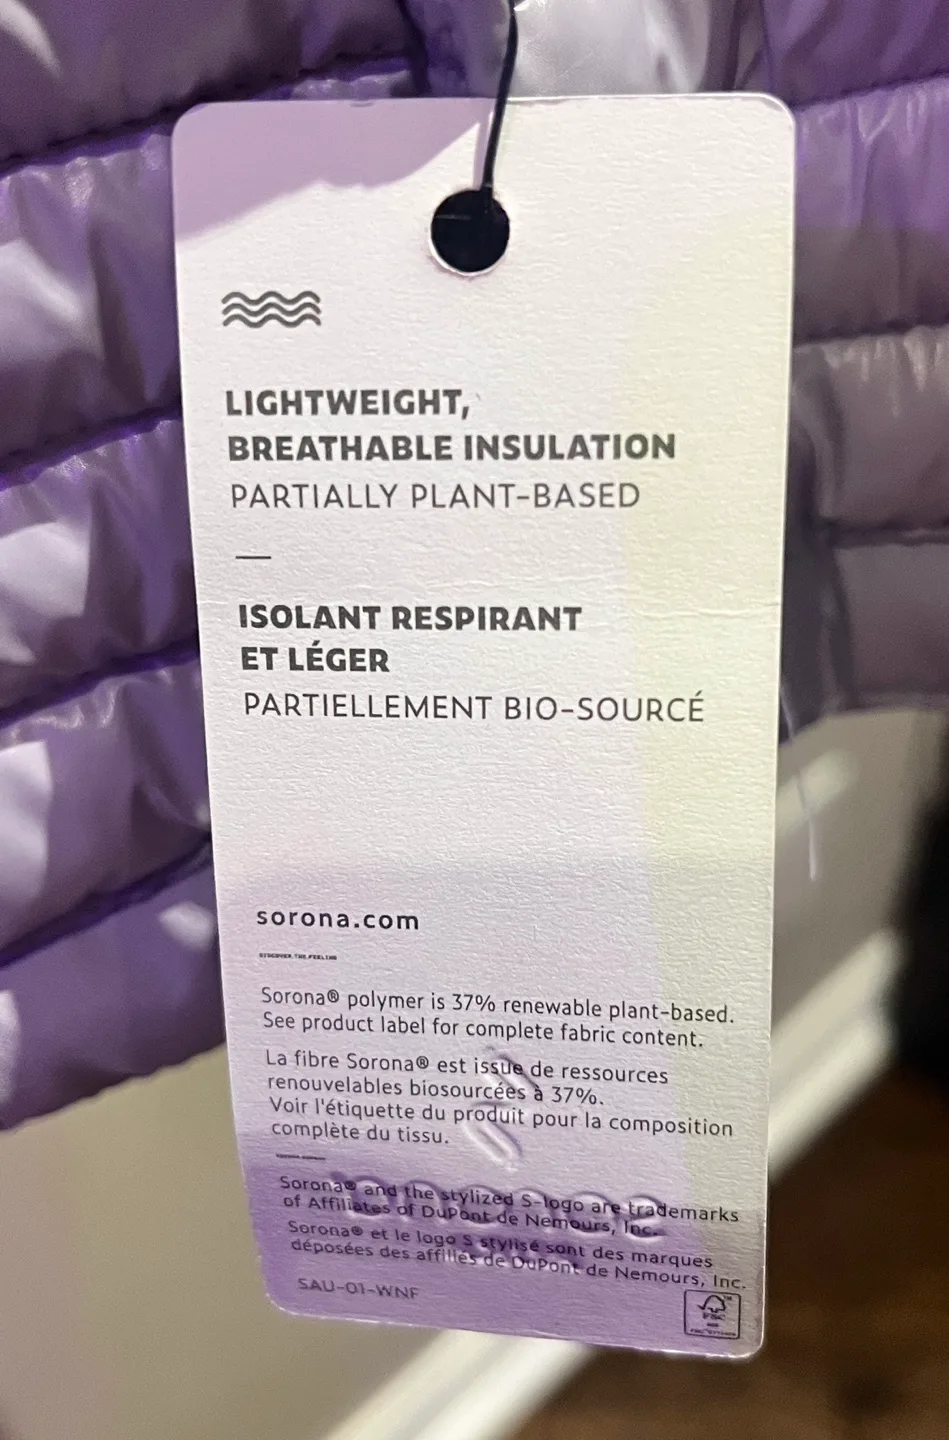 LIGHTWEIGHT,
BREATHABLE INSULATION
PARTIALLY PLANT-BASED
—
ISOLANT RESPIRANT
ET LÉGER
PARTIELLEMENT BIO-SOURCÉ
sorona.com
DISCOVER THE FEELING
Sorona® polymer is 37% renewable plant-based.
See product label for complete fabric content.
La fibre Sorona® est issue de ressources
renouvelables biosourcées à 37%.
Voir l'étiquette du produit pour la composition
complète du tissu.
Sorona® and the stylized S-logo are trademarks
of Affiliates of DuPont de Nemours, Inc.
Sorona® et le logo S stylisé sont des marques
déposées des affiliés de DuPont de Nemours, Inc.
SAU-01-WNF
FSC